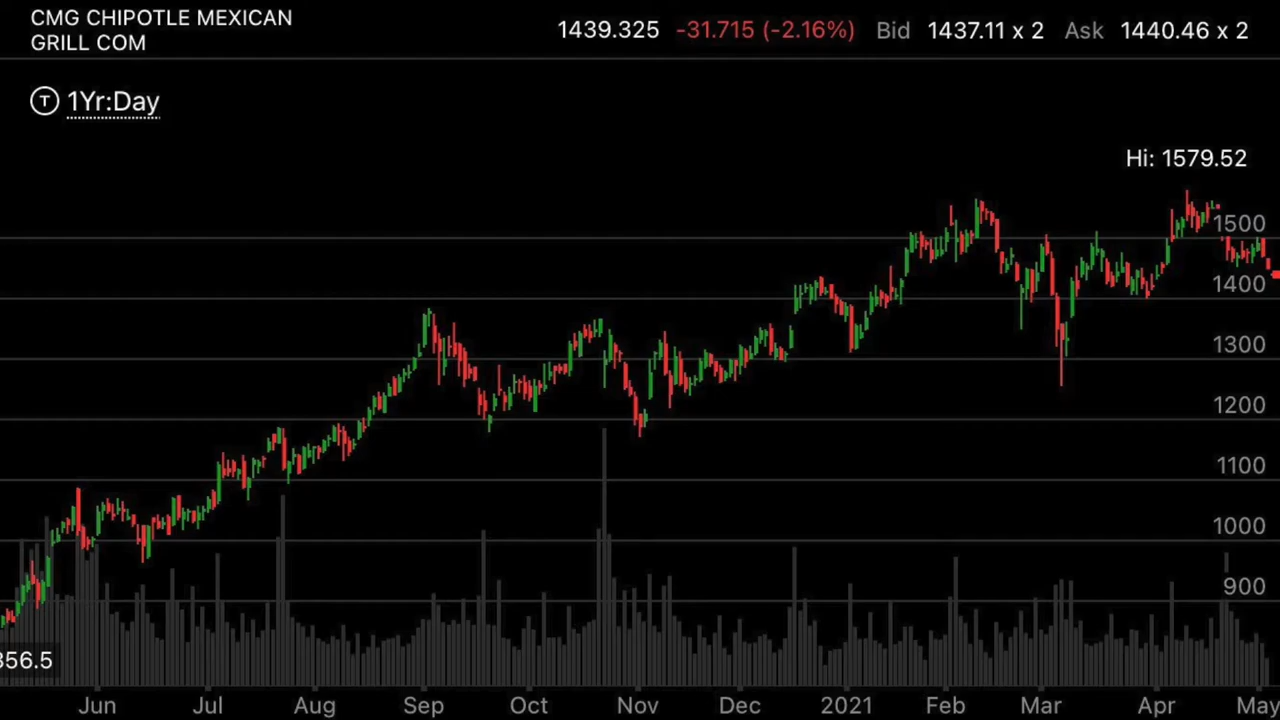 CMG CHIPOTLE MEXICAN
GRILL COM
1439.325 -31.715 (-2.16%) Bid 1437.11 x 2 Ask 1440.46 x 2
T 1Yr:Day
Hi: 1579.52
1500
1400
1300
1200
1100
1000
900
356.5
Jun Jul Aug Sep Oct Nov Dec 2021 Feb Mar Apr May